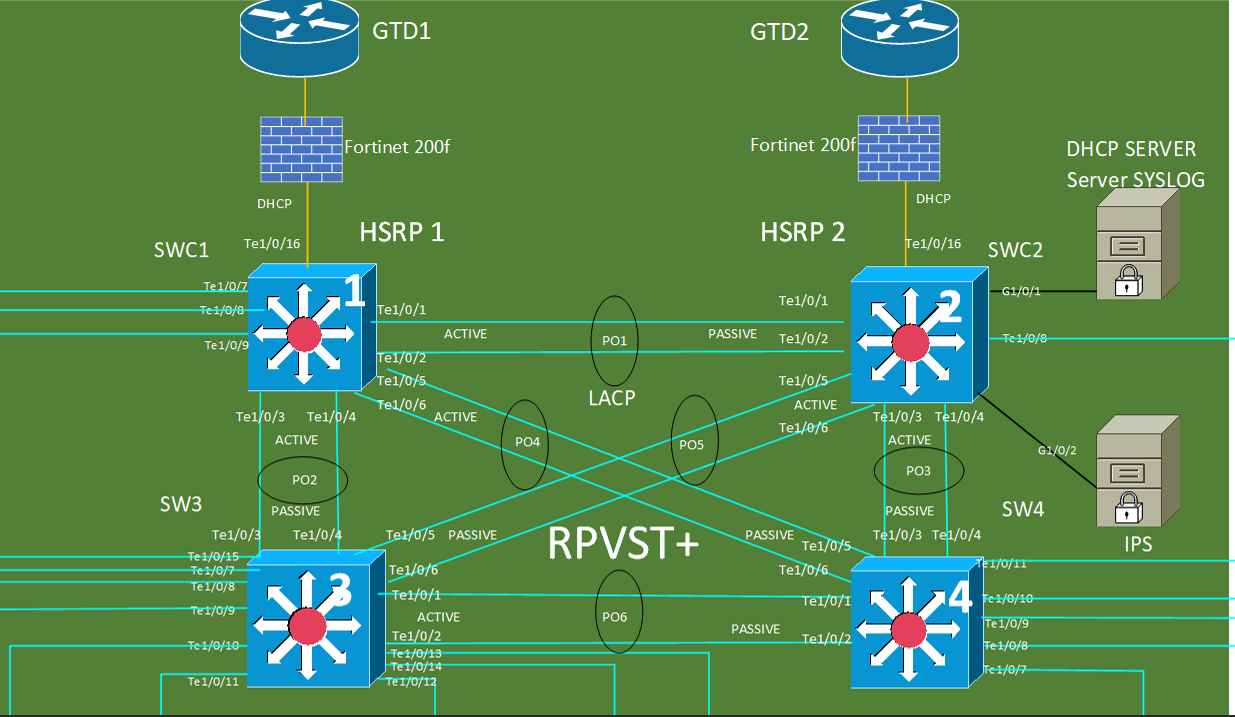 GTD1
GTD2
Fortinet 200f
Fortinet 200f
DHCP SERVER
Server SYSLOG
DHCP
DHCP
HSRP 1
HSRP 2
SWC1
Te1/0/16
Te1/0/16
SWC2
Te1/0/7
1
2
G1/0/1
Te1/0/8
Te1/0/1
Te1/0/1
ACTIVE
PO1
PASSIVE
Te1/0/2
Te1/0/8
Te1/0/9
Te1/0/2
Te1/0/5
Te1/0/5
LACP
Te1/0/6
ACTIVE
Te1/0/3
Te1/0/4
ACTIVE
Te1/0/6
Te1/0/3
Te1/0/4
ACTIVE
PO4
PO5
ACTIVE
G1/0/2
PO2
PO3
SW3
PASSIVE
PASSIVE
SW4
Te1/0/3
Te1/0/4
Te1/0/5
PASSIVE
RPVST+
PASSIVE
Te1/0/5
Te1/0/3
Te1/0/4
IPS
Te1/0/15
Te1/0/7
Te1/0/6
Te1/0/6
Te1/0/11
Te1/0/8
3
Te1/0/1
Te1/0/1
4
Te1/0/10
Te1/0/9
ACTIVE
PO6
PASSIVE
Te1/0/9
Te1/0/10
Te1/0/2
Te1/0/2
Te1/0/8
Te1/0/13
Te1/0/14
Te1/0/7
Te1/0/11
Te1/0/12